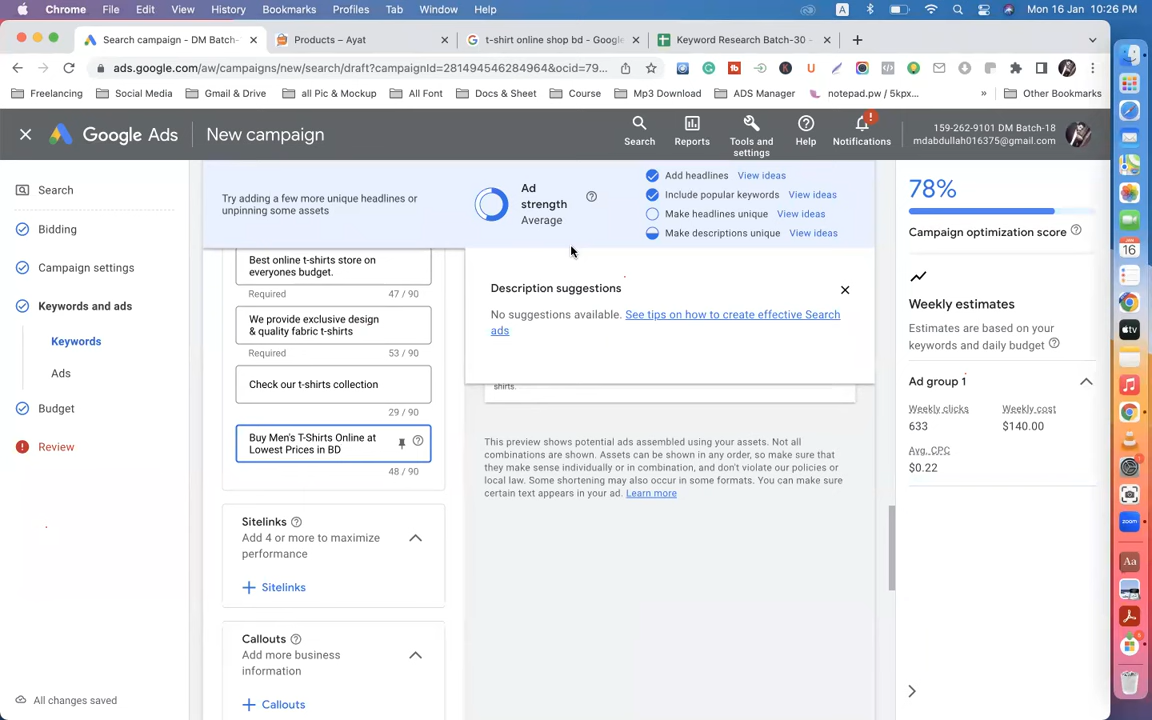 Chrome File Edit View History Bookmarks Profiles Tab Window Help
A
Mon 16 Jan 10:26 PM
Search campaign - DM Batch-
Products – Ayat
t-shirt online shop bd - Google
Keyword Research Batch-30 -
ads.google.com/aw/campaigns/new/search/draft?campaignId=281494546284964&ocid=79...
Freelancing
Social Media
Gmail & Drive
all Pic & Mockup
All Font
Docs & Sheet
Course
Mp3 Download
ADS Manager
notepad.pw / 5kpx...
»
Other Bookmarks
Google Ads
New campaign
Search
Reports
Tools and
settings
Help
Notifications
159-262-9101 DM Batch-18
mdabdullah016375@gmail.com
Search
Bidding
Campaign settings
Keywords and ads
Keywords
Ads
Budget
Review
All changes saved
Try adding a few more unique headlines or
unpinning some assets
Ad
strength
Average
Add headlines View ideas
Include popular keywords View ideas
Make headlines unique View ideas
Make descriptions unique View ideas
Best online t-shirts store on
everyones budget.
Required 47 / 90
We provide exclusive design
& quality fabric t-shirts
Required 53 / 90
Check our t-shirts collection
29 / 90
Buy Men's T-Shirts Online at
Lowest Prices in BD
48 / 90
Sitelinks
Add 4 or more to maximize
performance
+ Sitelinks
Callouts
Add more business
information
+ Callouts
Description suggestions
No suggestions available. See tips on how to create effective Search
ads
shirts.
This preview shows potential ads assembled using your assets. Not all
combinations are shown. Assets can be shown in any order, so make sure that
they make sense individually or in combination, and don't violate our policies or
local law. Some shortening may also occur in some formats. You can make sure
certain text appears in your ad. Learn more
78%
Campaign optimization score
Weekly estimates
Estimates are based on your
keywords and daily budget
Ad group 1
Weekly clicks Weekly cost
633 $140.00
Avg. CPC
$0.22
JAN
16
tv
zoom
Aa